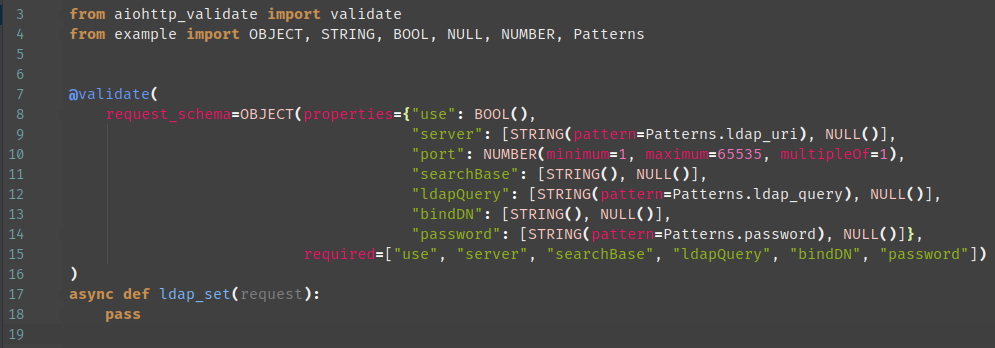 3 from aiohttp_validate import validate
4 from example import OBJECT, STRING, BOOL, NULL, NUMBER, Patterns
5
6
7 @validate(
8     request_schema=OBJECT(properties={"use": BOOL(),
9                                       "server": [STRING(pattern=Patterns.ldap_uri), NULL()],
10                                       "port": NUMBER(minimum=1, maximum=65535, multipleOf=1),
11                                       "searchBase": [STRING(), NULL()],
12                                       "ldapQuery": [STRING(pattern=Patterns.ldap_query), NULL()],
13                                       "bindDN": [STRING(), NULL()],
14                                       "password": [STRING(pattern=Patterns.password), NULL()]},
15                           required=["use", "server", "searchBase", "ldapQuery", "bindDN", "password"])
16 )
17 async def ldap_set(request):
18     pass
19